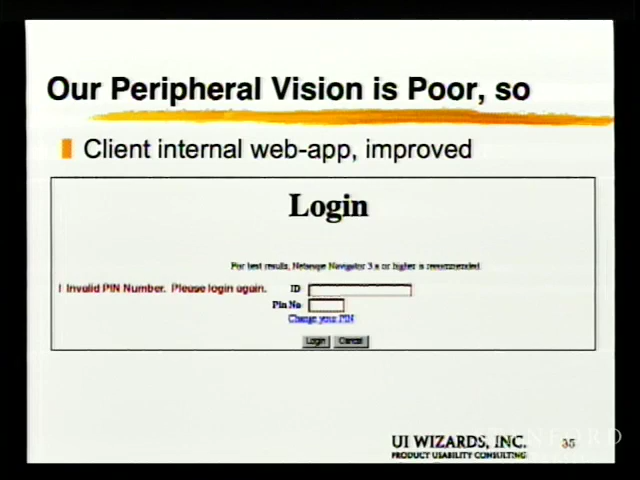 Our Peripheral Vision is Poor, so
Client internal web-app, improved
Login
For best results, Netscape Navigator 3.x or higher is recommended.
! Invalid PIN Number. Please login again. ID
Pin No
Change your PIN
Login Cancel
UI WIZARDS, INC. 35
PRODUCT USABILITY CONSULTING
STANFORD